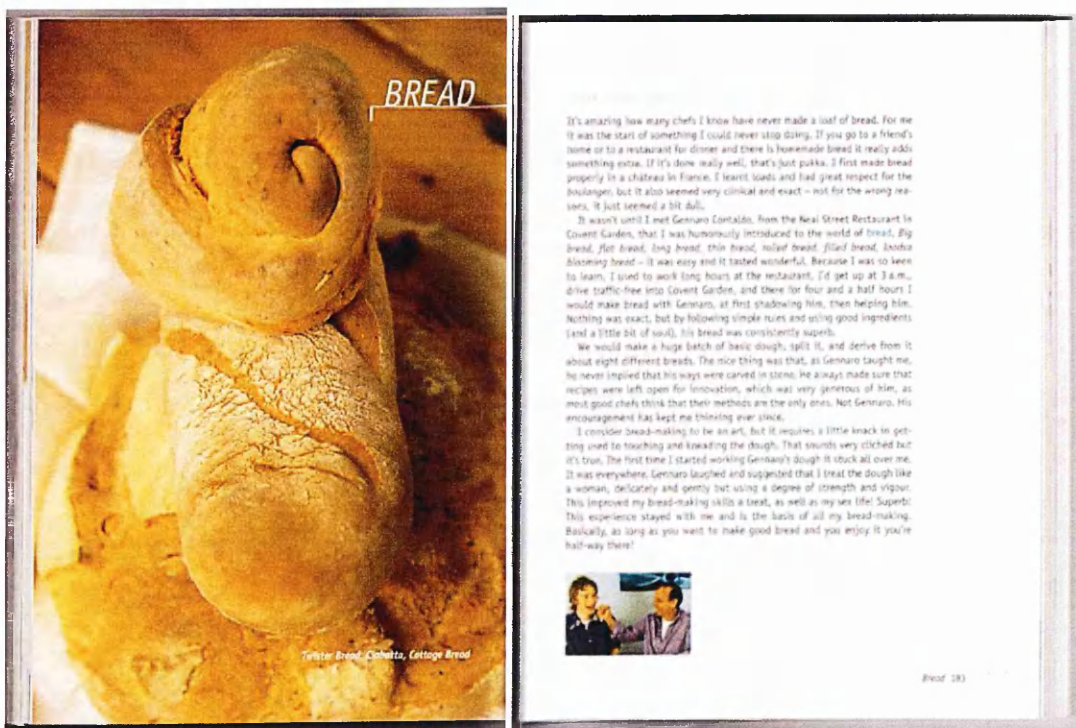 BREAD
Twister Bread, Ciabatta, Cottage Bread
It's amazing how many chefs I know have never made a loaf of bread. For me
it was the start of something I could never stop doing. If you go to a friend's
home or to a restaurant for dinner and there is homemade bread it really adds
something extra. If it's done really well, that's just pukka. I first made bread
properly in a château in France. I learnt loads and had great respect for the
boulanger, but it also seemed very clinical and exact – not for the wrong rea-
sons, it just seemed a bit dull.
It wasn't until I met Gennaro Contaldo, from the Neal Street Restaurant in
Covent Garden, that I was humorously introduced to the world of bread. Big
bread, flat bread, long bread, thin bread, rolled bread, filled bread,
blooming bread – it was easy and it tasted wonderful. Because I was so keen
to learn, I used to work long hours at the restaurant. I'd get up at 3 a.m.,
drive traffic-free into Covent Garden, and there for four and a half hours I
would make bread with Gennaro, at first shadowing him, then helping him.
Nothing was exact, but by following simple rules and using good ingredients
(and a little bit of soul), his bread was consistently superb.
We would make a huge batch of basic dough, split it, and derive from it
about eight different breads. The nice thing was that, as Gennaro taught me,
he never implied that his ways were carved in stone. He always made sure that
recipes were left open for innovation, which was very generous of him, as
most good chefs think that their methods are the only ones. Not Gennaro. His
encouragement has kept me thinking ever since.
I consider bread-making to be an art, but it requires a little knack in get-
ting used to touching and kneading the dough. That sounds very clichéd but
it's true. The first time I started working Gennaro's dough it stuck all over me.
It was everywhere. Gennaro laughed and suggested that I treat the dough like
a woman, delicately and gently but using a degree of strength and vigour.
This improved my bread-making skills a treat, as well as my sex life! Superb!
This experience stayed with me and is the basis of all my bread-making.
Basically, as long as you want to make good bread and you enjoy it you're
half-way there!
Bread 183